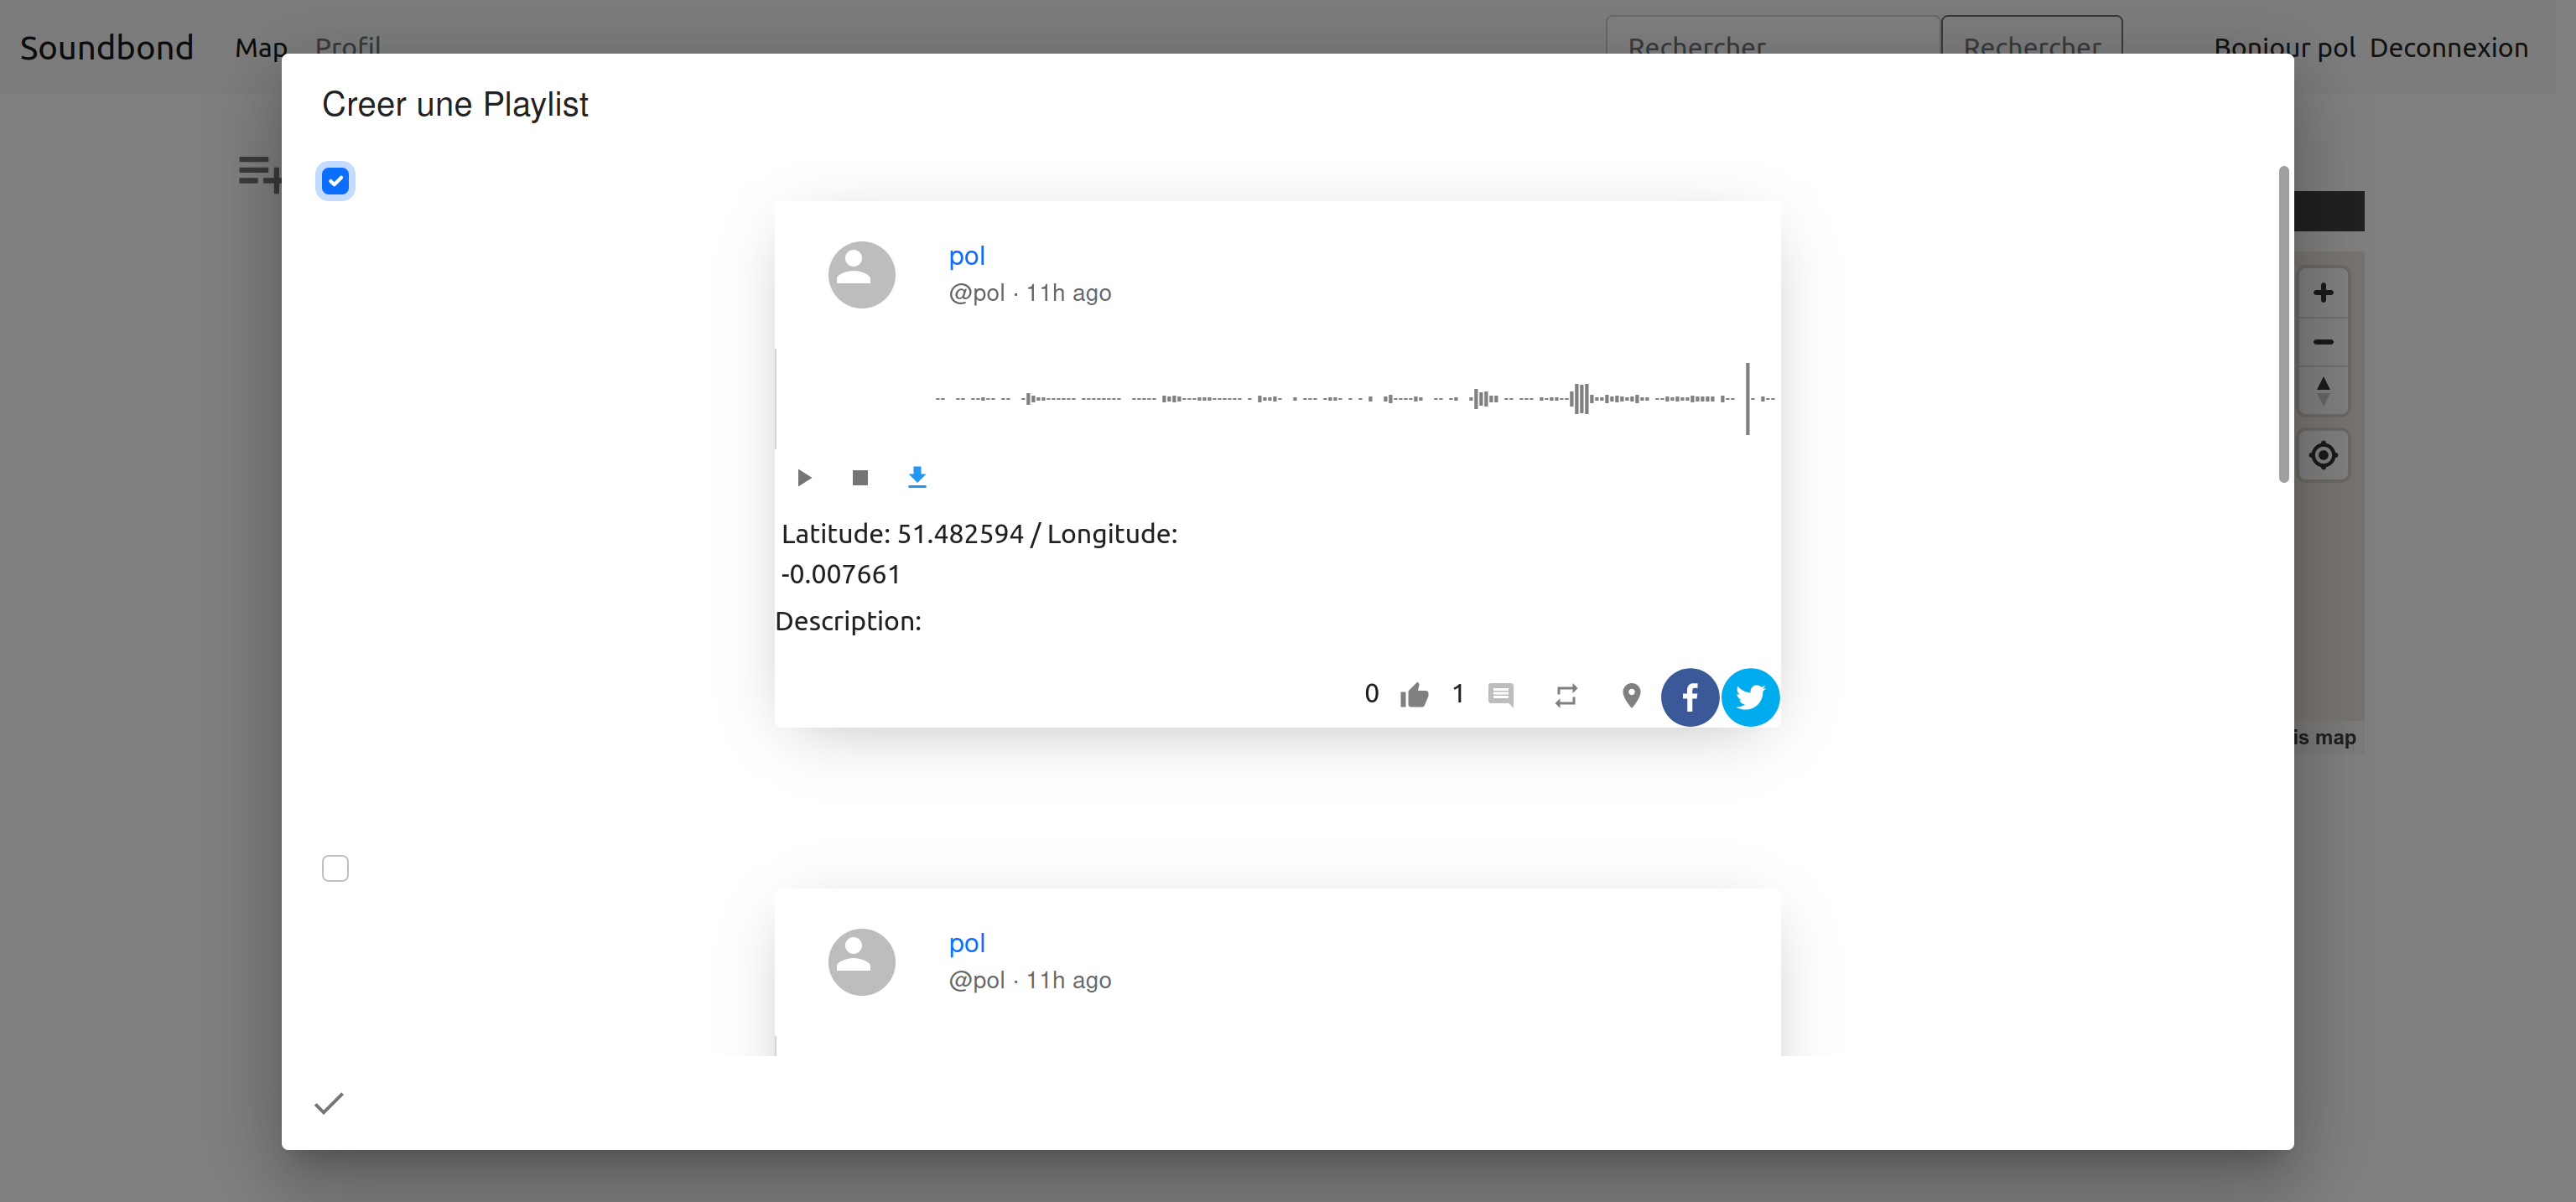 Soundbond Map Profil Rechercher Rechercher Bonjour pol Deconnexion
Creer une Playlist
pol
@pol · 11h ago
Latitude: 51.482594 / Longitude:
-0.007661
Description:
0 1
is map
pol
@pol · 11h ago